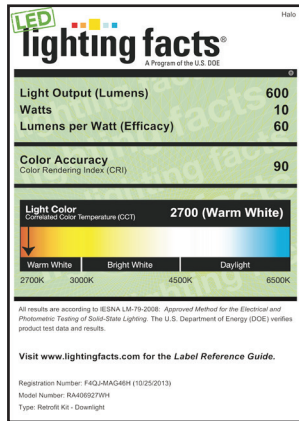 Halo
LED
lighting facts®
A Program of the U.S. DOE
Light Output (Lumens) 600
Watts 10
Lumens per Watt (Efficacy) 60
Color Accuracy
Color Rendering Index (CRI) 90
Light Color
Correlated Color Temperature (CCT) 2700 (Warm White)
Warm White Bright White Daylight
2700K 3000K 4500K 6500K
All results are according to IESNA LM-79-2008: Approved Method for the Electrical and
Photometric Testing of Solid-State Lighting. The U.S. Department of Energy (DOE) verifies
product test data and results.
Visit www.lightingfacts.com for the Label Reference Guide.
Registration Number: F4QJ-MAG46H (10/25/2013)
Model Number: RA406927WH
Type: Retrofit Kit - Downlight